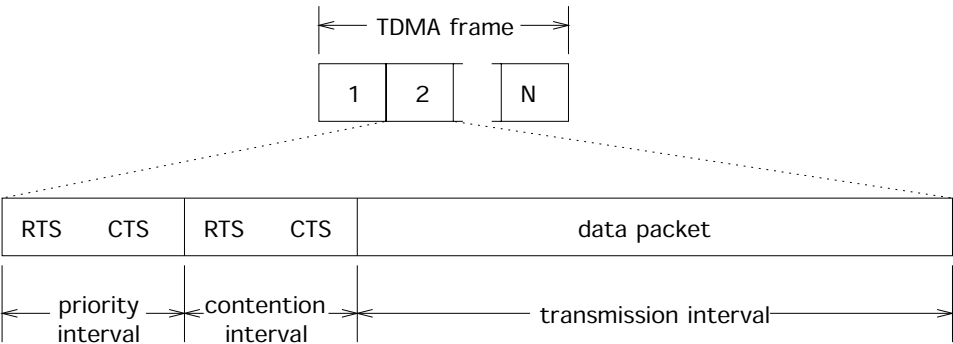 TDMA frame
1 2 N
RTS CTS RTS CTS data packet
priority contention transmission interval
interval interval